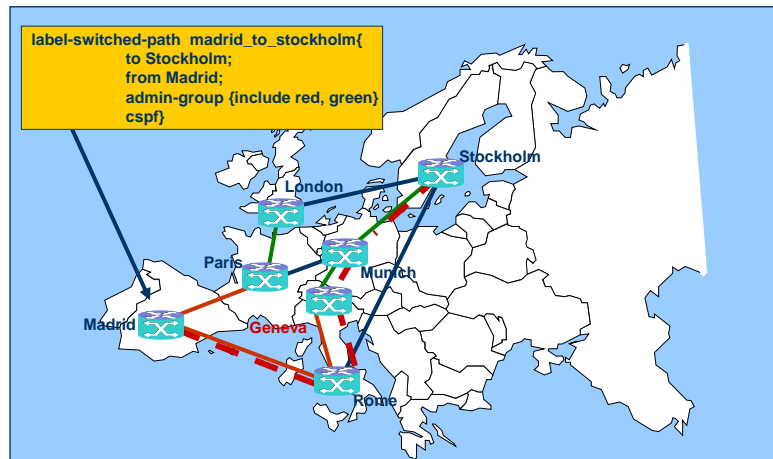 label-switched-path madrid_to_stockholm{
to Stockholm;
from Madrid;
admin-group {include red, green}
cspf}
Stockholm
London
Paris
Munich
Madrid
Geneva
Rome